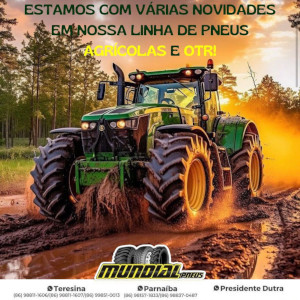 ESTAMOS COM VÁRIAS NOVIDADES
EM NOSSA LINHA DE PNEUS
AGRÍCOLAS E OTR!
MUNDIAL PNEUS
Teresina Parnaíba Presidente Dutra